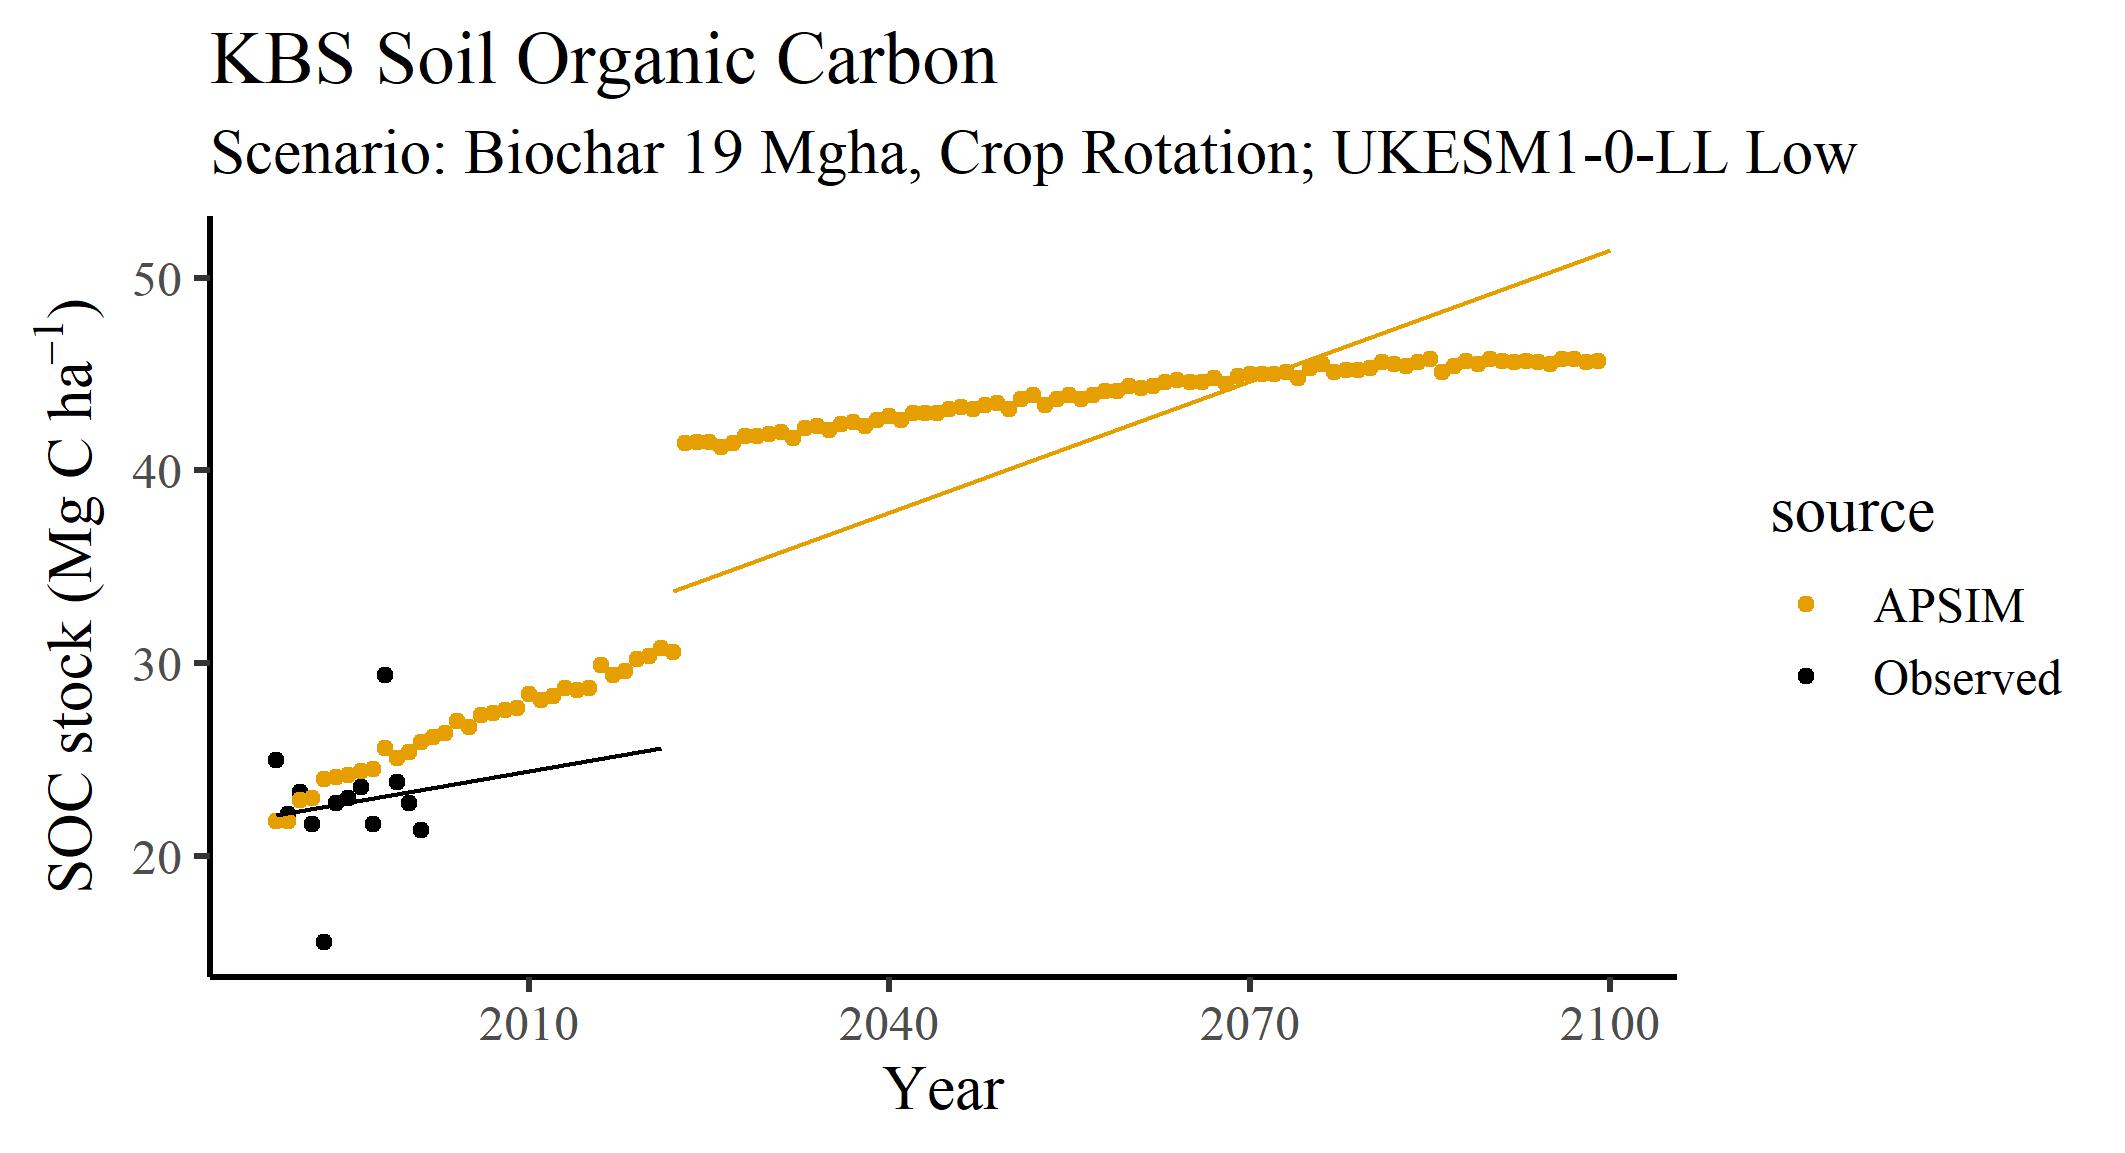 KBS Soil Organic Carbon
Scenario: Biochar 19 Mgha, Crop Rotation; UKESM1-0-LL Low
SOC stock (Mg C ha⁻¹)
50
40
30
20
2010
2040
2070
2100
Year
source
APSIM
Observed